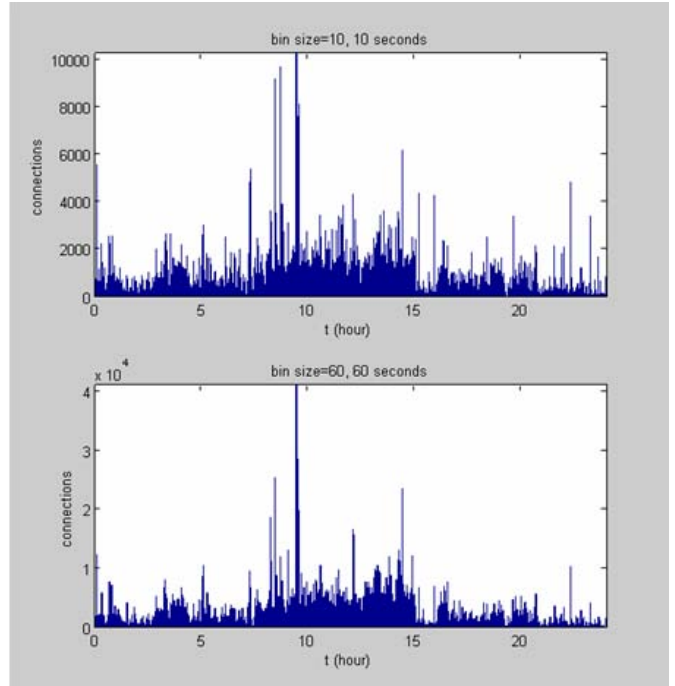 bin size=10, 10 seconds
10000
8000
6000
4000
2000
0
connections
0 5 10 15 20
t (hour)
bin size=60, 60 seconds
x 10^4
4
3
2
1
0
connections
0 5 10 15 20
t (hour)